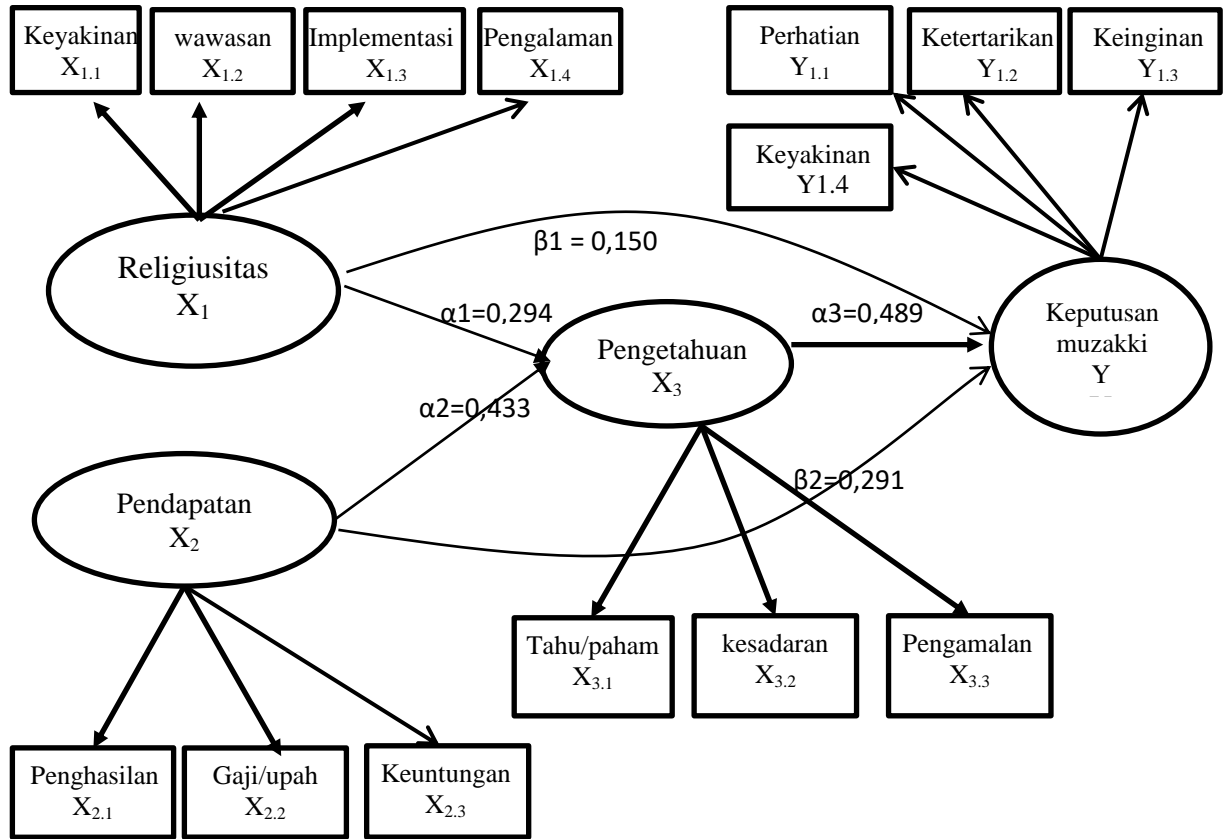 Keyakinan
X1.1
wawasan
X1.2
Implementasi
X1.3
Pengalaman
X1.4
Perhatian
Y1.1
Ketertarikan
Y1.2
Keinginan
Y1.3
Keyakinan
Y1.4
Religiusitas
X1
β1 = 0,150
α1=0,294
α3=0,489
Pengetahuan
X3
Keputusan
muzakki
Y
α2=0,433
β2=0,291
Pendapatan
X2
Tahu/paham
X3.1
kesadaran
X3.2
Pengamalan
X3.3
Penghasilan
X2.1
Gaji/upah
X2.2
Keuntungan
X2.3